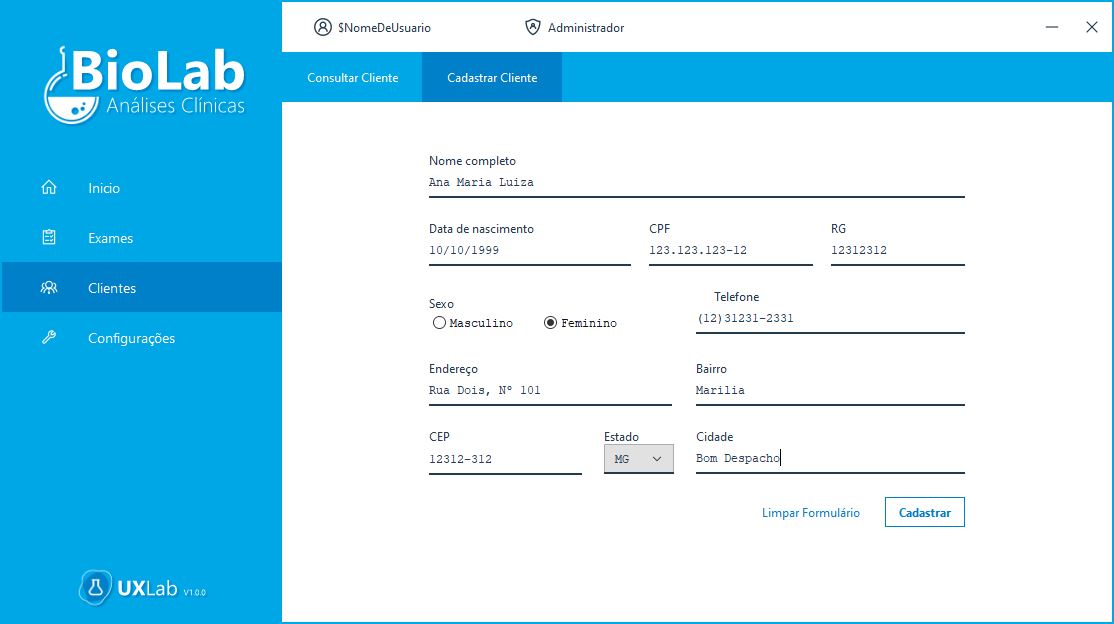 BioLab
Análises Clínicas
Inicio
Exames
Clientes
Configurações
UXLab V1.0.0
$NomeDeUsuario Administrador
Consultar Cliente Cadastrar Cliente
Nome completo
Ana Maria Luiza
Data de nascimento CPF RG
10/10/1999 123.123.123-12 12312312
Sexo Telefone
Masculino Feminino (12)31231-2331
Endereço Bairro
Rua Dois, Nº 101 Marilia
CEP Estado Cidade
12312-312 MG Bom Despacho
Limpar Formulário Cadastrar